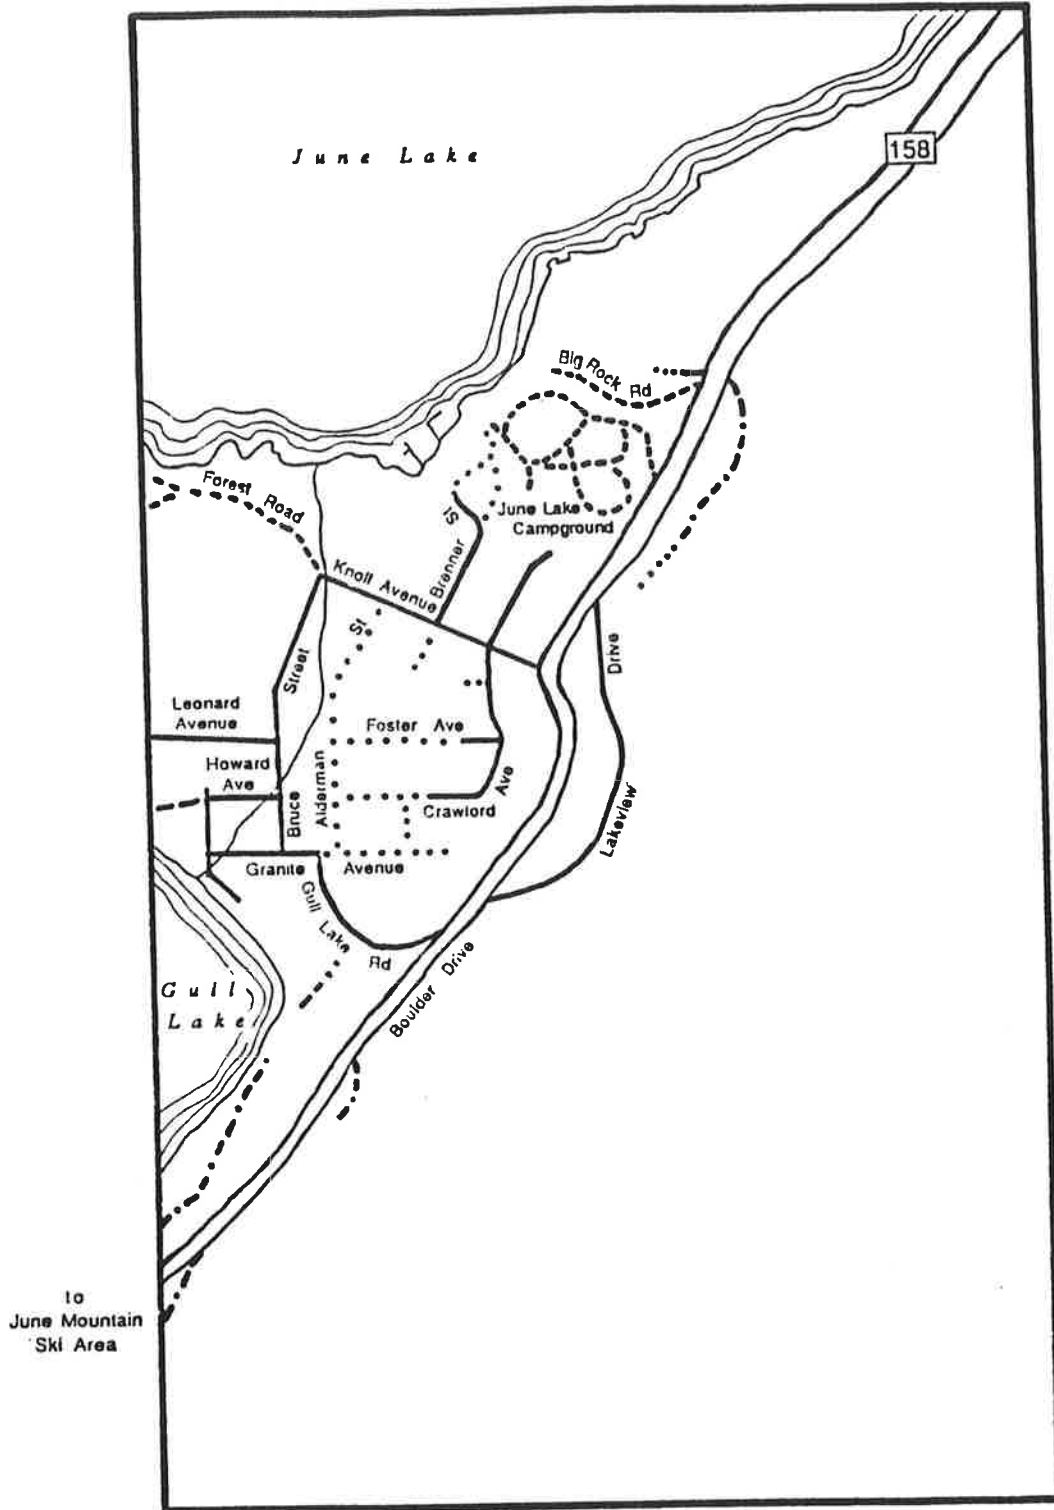 June Lake
158
Big Rock Rd
Forest Road
June Lake
Campground
Brenner St
Knoll Avenue
St
Street
Drive
Leonard
Avenue
Foster Ave
Howard
Ave
Bruce
Alderman
Ave
Crawford
Lakeview
Granite Avenue
Gull Lake Rd
Boulder Drive
Gull
Lake
to
June Mountain
Ski Area